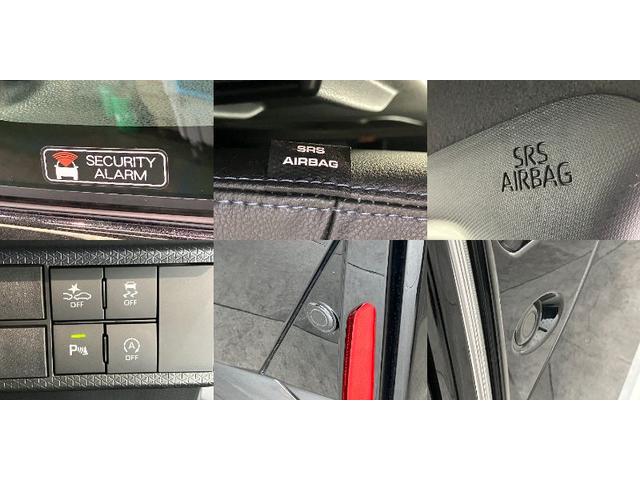 SECURITY
ALARM
SRS
AIRBAG
SRS
AIRBAG
OFF
OFF
P
A
OFF